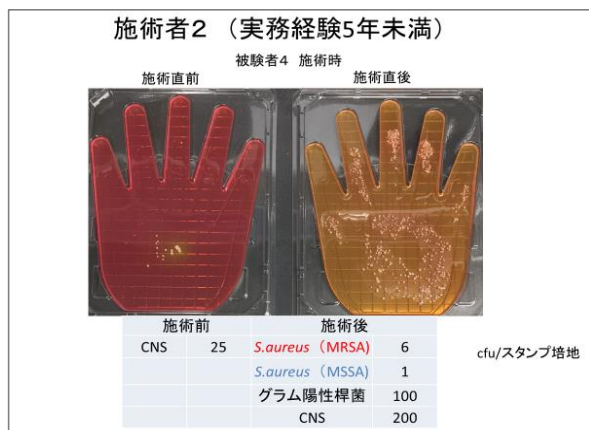 施術者2 （実務経験5年未満）
被験者4 施術時
施術直前 施術直後
施術前 施術後
CNS 25 S.aureus（MRSA) 6
S.aureus（MSSA) 1
グラム陽性桿菌 100
CNS 200
cfu/スタンプ培地